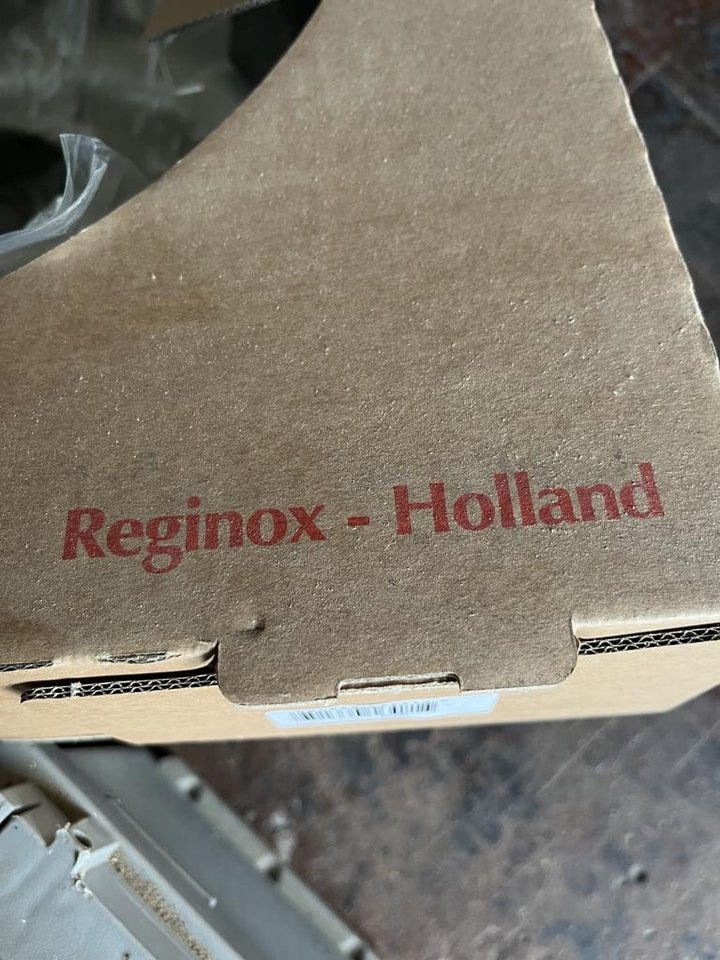 Reginox - Holland